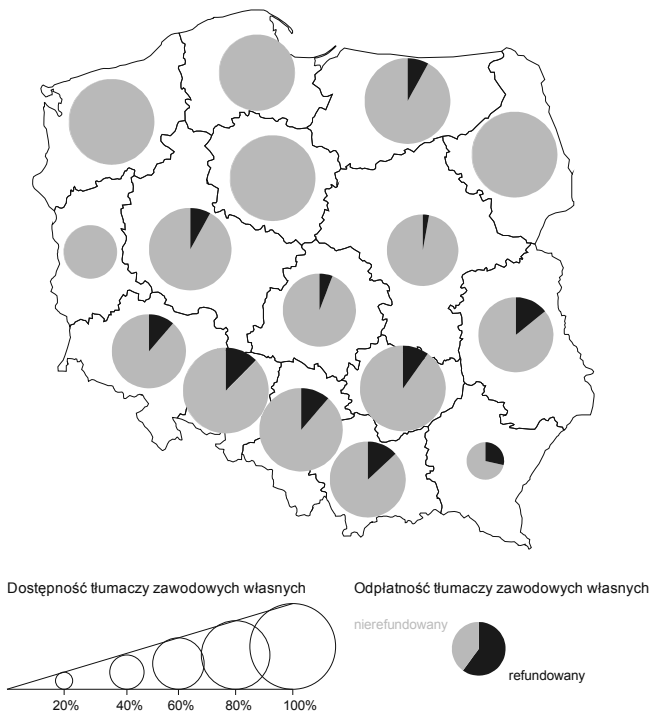 Dostępność tłumaczy zawodowych własnych
20% 40% 60% 80% 100%
Odpłatność tłumaczy zawodowych własnych
nierefundowany
refundowany